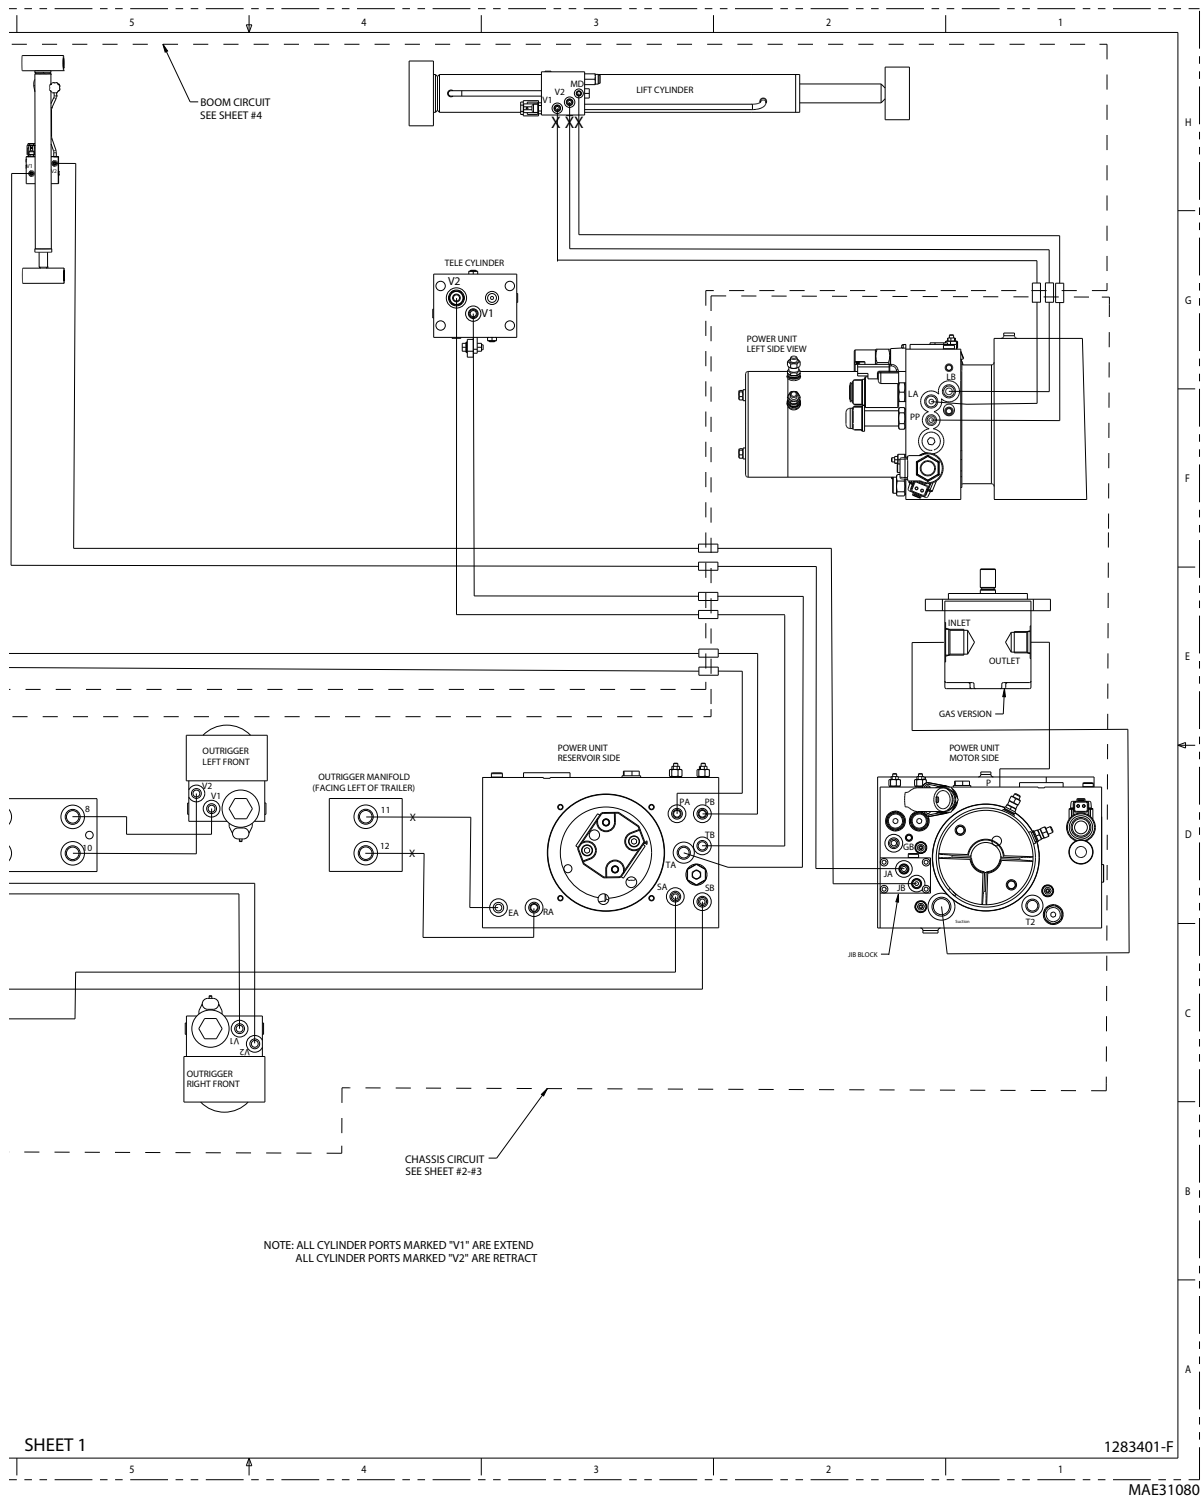 5 4 3 2 1
BOOM CIRCUIT
SEE SHEET #4
MD
V2
V1
LIFT CYLINDER
X X X
H
V1
V2
TELE CYLINDER
V2
V1
G
POWER UNIT
LEFT SIDE VIEW
LB
LA
PP
F
INLET
OUTLET
E
GAS VERSION
OUTRIGGER
LEFT FRONT
V2
V1
8
10
OUTRIGGER MANIFOLD
(FACING LEFT OF TRAILER)
11
X
12
X
POWER UNIT
RESERVOIR SIDE
PA
PB
TB
TA
SA
SB
EA
RA
POWER UNIT
MOTOR SIDE
P
GB
JA
JB
Suction
T2
D
JIB BLOCK
C
V1
V2
OUTRIGGER
RIGHT FRONT
CHASSIS CIRCUIT
SEE SHEET #2-#3
B
NOTE: ALL CYLINDER PORTS MARKED "V1" ARE EXTEND
ALL CYLINDER PORTS MARKED "V2" ARE RETRACT
A
SHEET 1
1283401-F
5 4 3 2 1
MAE31080